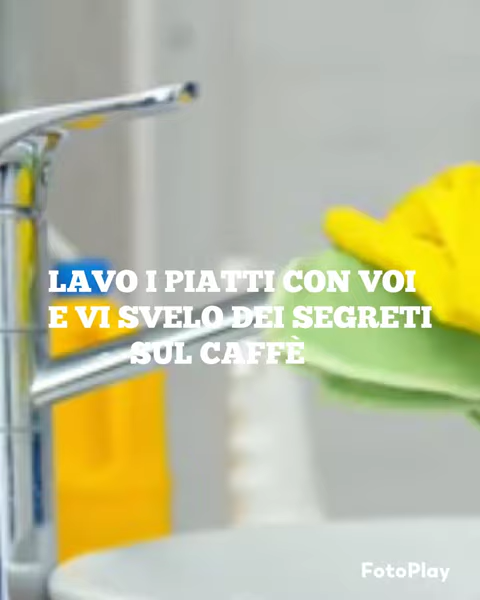 LAVO I PIATTI CON VOI
E VI SVELO DEI SEGRETI
SUL CAFFÈ
FotoPlay